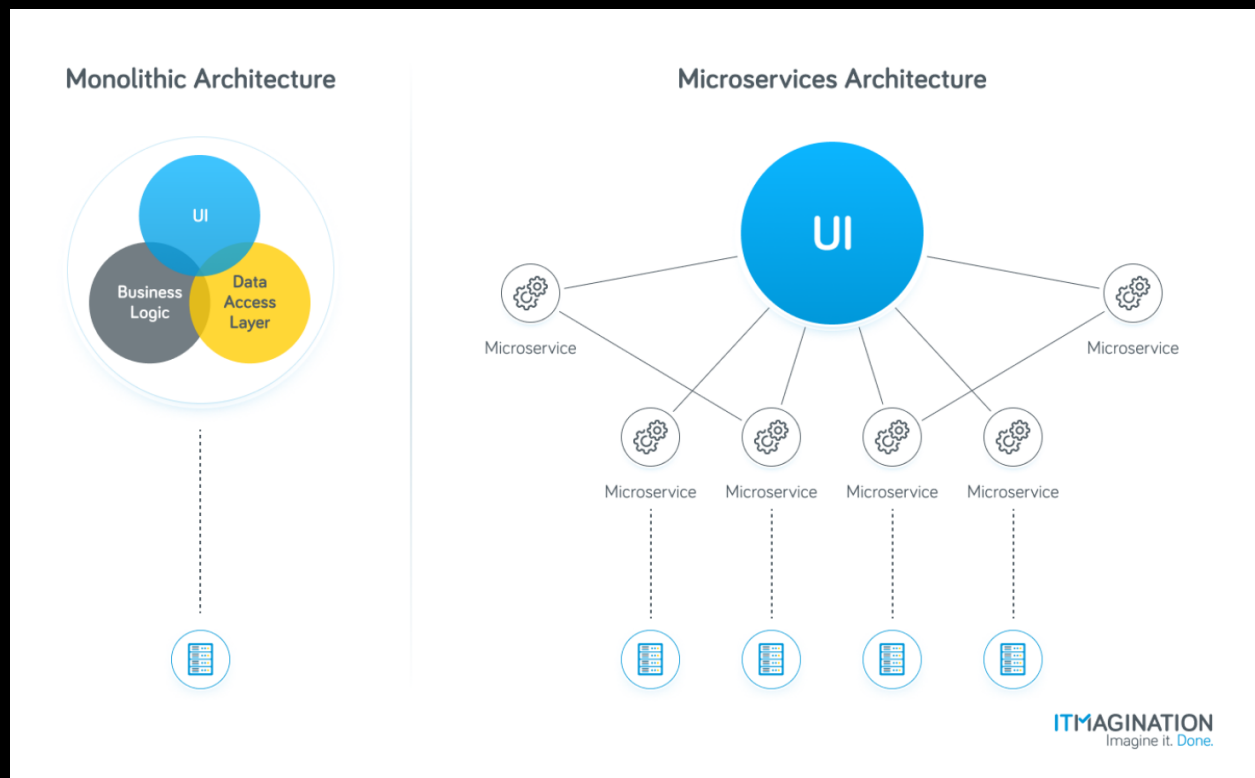 Monolithic Architecture
Microservices Architecture
UI
Business
Logic
Data
Access
Layer
UI
Microservice
Microservice
Microservice
Microservice
Microservice
Microservice
ITMAGINATION
Imagine it. Done.